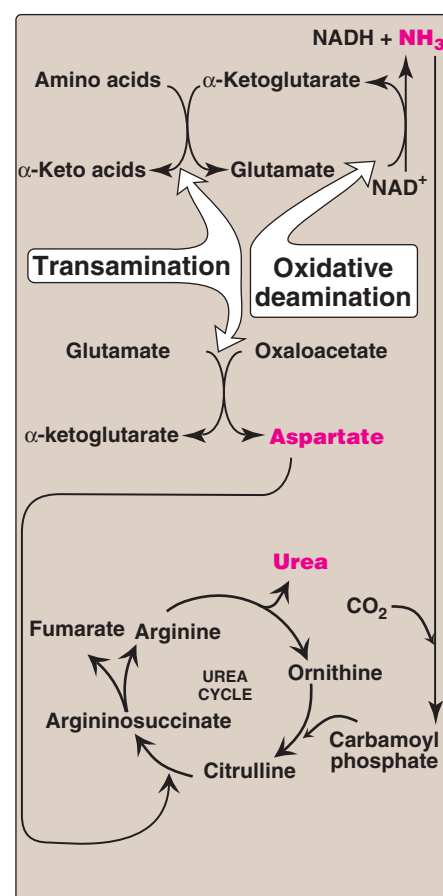 NADH + NH3
Amino acids
α-Ketoglutarate
α-Keto acids
Glutamate
NAD+
Transamination
Oxidative
deamination
Glutamate
Oxaloacetate
α-ketoglutarate
Aspartate
Urea
CO2
Fumarate
Arginine
UREA
CYCLE
Ornithine
Argininosuccinate
Carbamoyl
phosphate
Citrulline